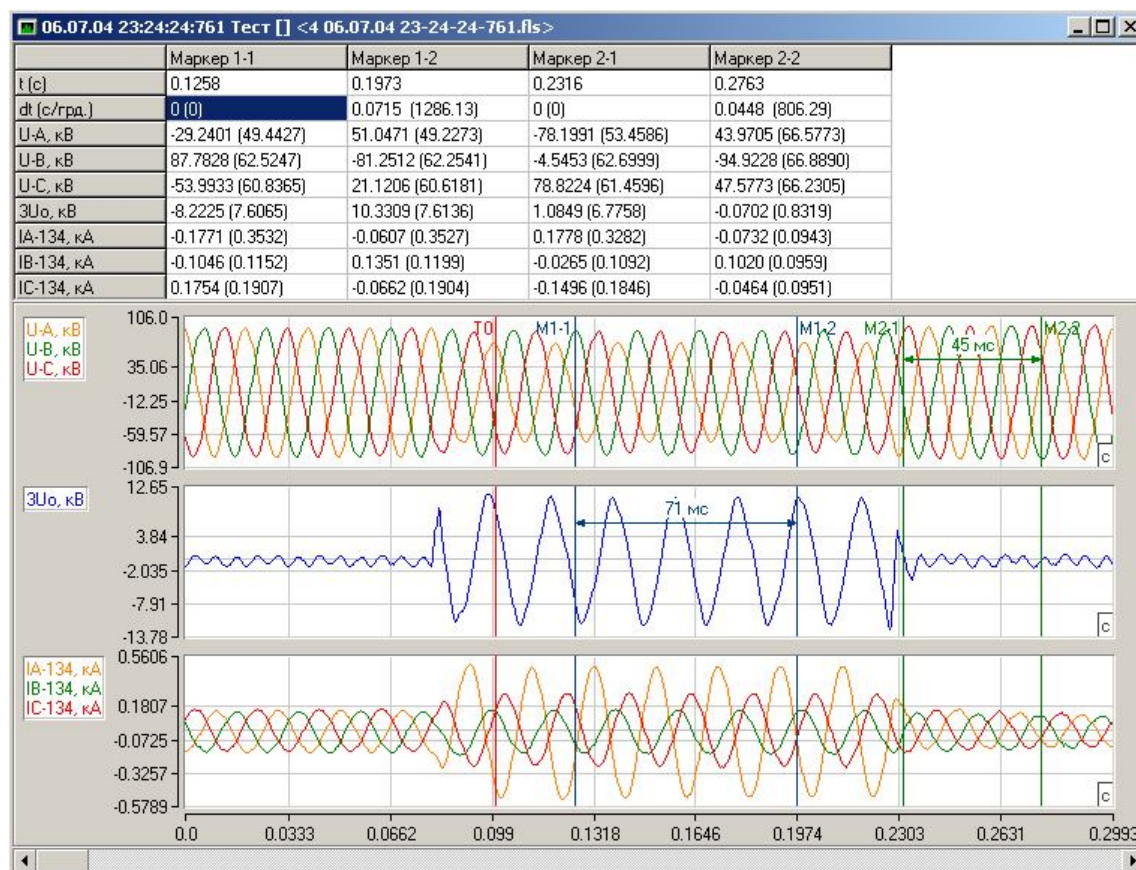 06.07.04 23:24:24:761 Тест [] <4 06.07.04 23-24-24-761.fls>
Маркер 1-1 Маркер 1-2 Маркер 2-1 Маркер 2-2
t (с) 0.1258 0.1973 0.2316 0.2763
dt (с/грд.) 0 (0) 0.0715 (1286.13) 0 (0) 0.0448 (806.29)
U-A, кВ -29.2401 (49.4427) 51.0471 (49.2273) -78.1991 (53.4586) 43.9705 (66.5773)
U-B, кВ 87.7828 (62.5247) -81.2512 (62.2541) -4.5453 (62.6999) -94.9228 (66.8890)
U-C, кВ -53.9933 (60.8365) 21.1206 (60.6181) 78.8224 (61.4596) 47.5773 (66.2305)
3Uo, кВ -8.2225 (7.6065) 10.3309 (7.6136) 1.0849 (6.7758) -0.0702 (0.8319)
IA-134, кА -0.1771 (0.3532) -0.0607 (0.3527) 0.1778 (0.3282) -0.0732 (0.0943)
IB-134, кА -0.1046 (0.1152) 0.1351 (0.1199) -0.0265 (0.1092) 0.1020 (0.0959)
IC-134, кА 0.1754 (0.1907) -0.0662 (0.1904) -0.1496 (0.1846) -0.0464 (0.0951)
U-A, кВ
U-B, кВ
U-C, кВ
106.0
35.06
-12.25
-59.57
-106.9
T0 M1-1 M1-2 M2-1 M2-2
45 мс
с
3Uo, кВ
12.65
3.84
-2.035
-7.91
-13.78
71 мс
с
IA-134, кА
IB-134, кА
IC-134, кА
0.5606
0.1807
-0.0725
-0.3257
-0.5789
с
0.0 0.0333 0.0662 0.099 0.1318 0.1646 0.1974 0.2303 0.2631 0.2993